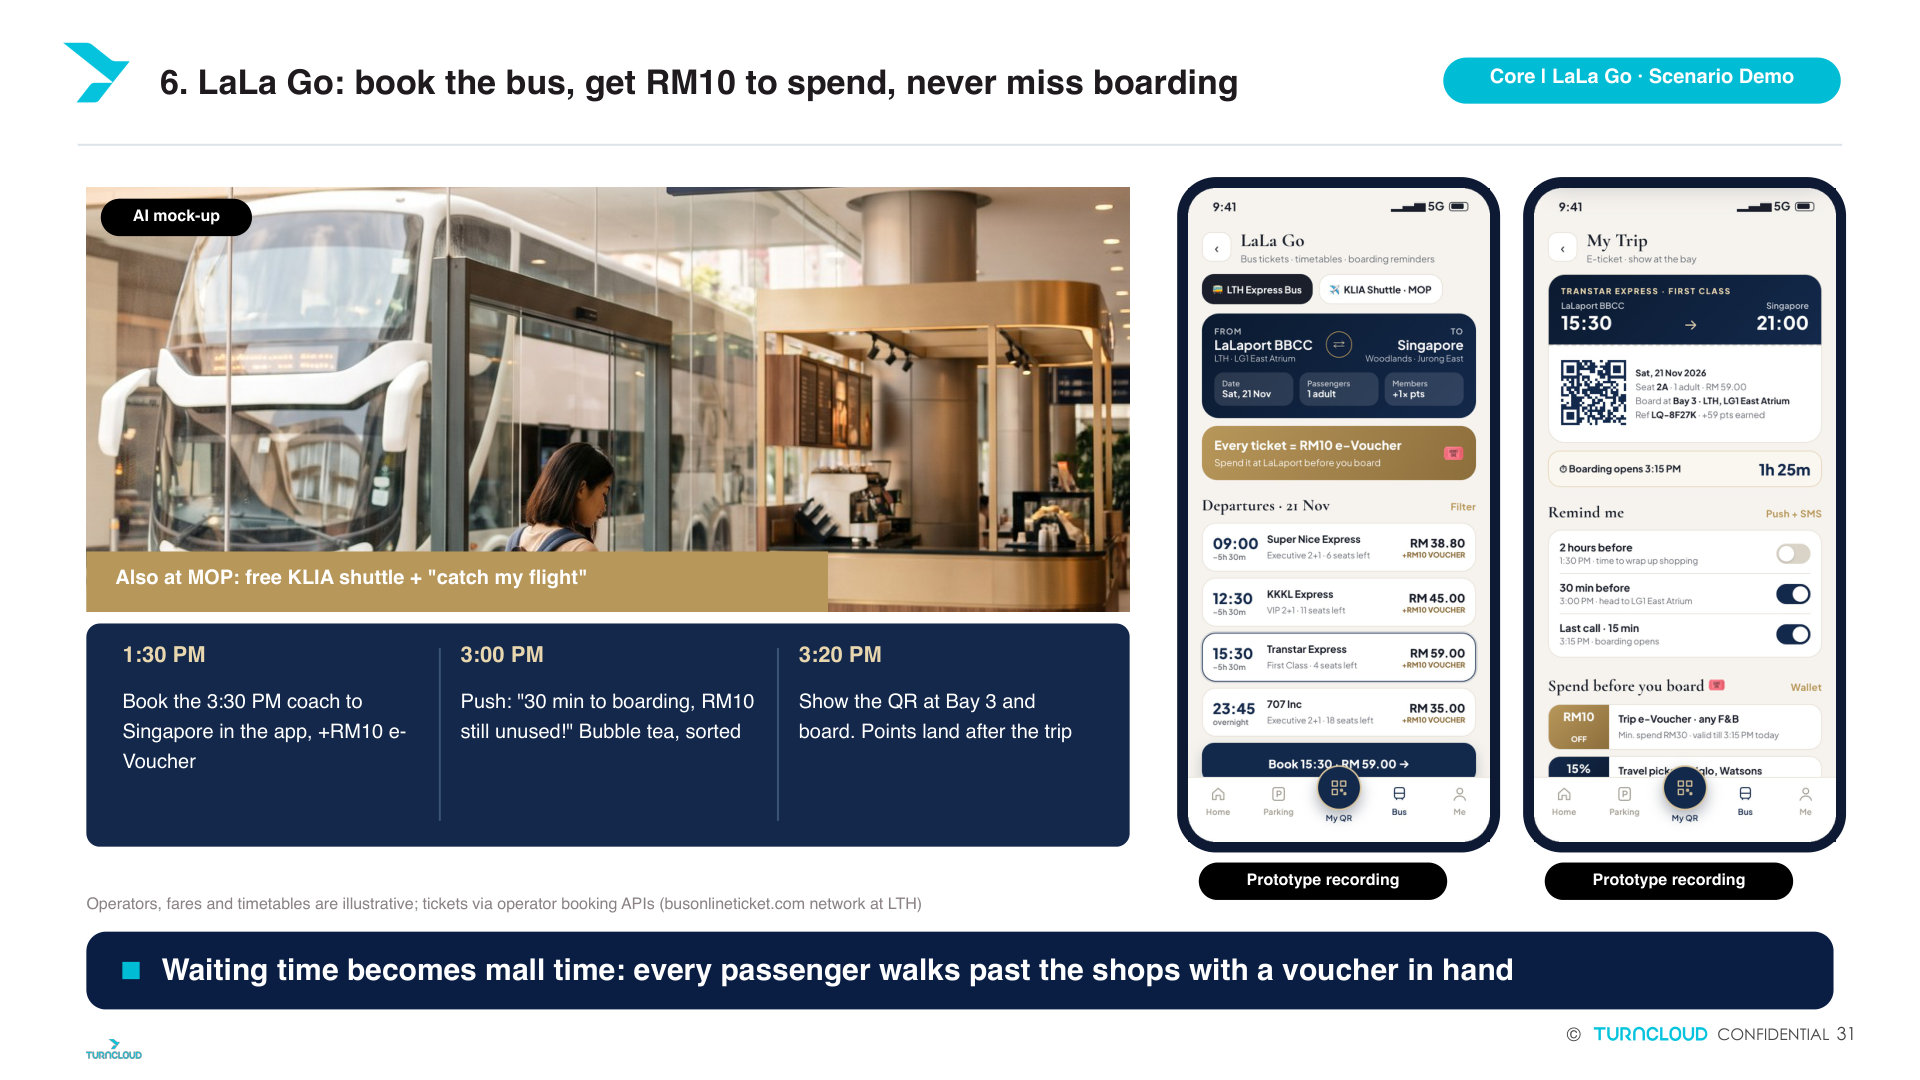 6. LaLa Go: book the bus, get RM10 to spend, never miss boarding
Core | LaLa Go · Scenario Demo
AI mock-up
Also at MOP: free KLIA shuttle + "catch my flight"
1:30 PM
Book the 3:30 PM coach to
Singapore in the app, +RM10 e-
Voucher
3:00 PM
Push: "30 min to boarding, RM10
still unused!" Bubble tea, sorted
3:20 PM
Show the QR at Bay 3 and
board. Points land after the trip
9:41
5G
LaLa Go
Bus tickets · timetables · boarding reminders
LTH Express Bus
KLIA Shuttle · MOP
FROM
TO
LaLaport BBCC
Singapore
LTH · LG1 East Atrium
Woodlands · Jurong East
Date
Sat, 21 Nov
Passengers
1 adult
Members
+1x pts
Every ticket = RM10 e-Voucher
Spend it at LaLaport before you board
Departures · 21 Nov
Filter
09:00
~5h 30m
Super Nice Express
Executive 2+1 · 6 seats left
RM 38.80
+RM10 VOUCHER
12:30
~5h 30m
KKKL Express
VIP 2+1 · 11 seats left
RM 45.00
+RM10 VOUCHER
15:30
~5h 30m
Transtar Express
First Class · 4 seats left
RM 59.00
+RM10 VOUCHER
23:45
overnight
707 Inc
Executive 2+1 · 18 seats left
RM 35.00
+RM10 VOUCHER
Book 15:30 · RM 59.00 →
Home
Parking
My QR
Bus
Me
Prototype recording
9:41
5G
My Trip
E-ticket · show at the bay
TRANSTAR EXPRESS · FIRST CLASS
LaLaport BBCC
Singapore
15:30 → 21:00
Sat, 21 Nov 2026
Seat 2A · 1 adult · RM 59.00
Board at Bay 3 · LTH, LG1 East Atrium
Ref LQ-8F27K · +59 pts earned
Boarding opens 3:15 PM
1h 25m
Remind me
Push + SMS
2 hours before
1:30 PM · time to wrap up shopping
30 min before
3:00 PM · head to LG1 East Atrium
Last call · 15 min
3:15 PM · boarding opens
Spend before you board
Wallet
RM10
OFF
Trip e-Voucher · any F&B
Min. spend RM30 · valid till 3:15 PM today
15%
Travel
Watsons
Home
Parking
My QR
Bus
Me
Prototype recording
Operators, fares and timetables are illustrative; tickets via operator booking APIs (busonlineticket.com network at LTH)
Waiting time becomes mall time: every passenger walks past the shops with a voucher in hand
TURNCLOUD
© TURNCLOUD CONFIDENTIAL 31